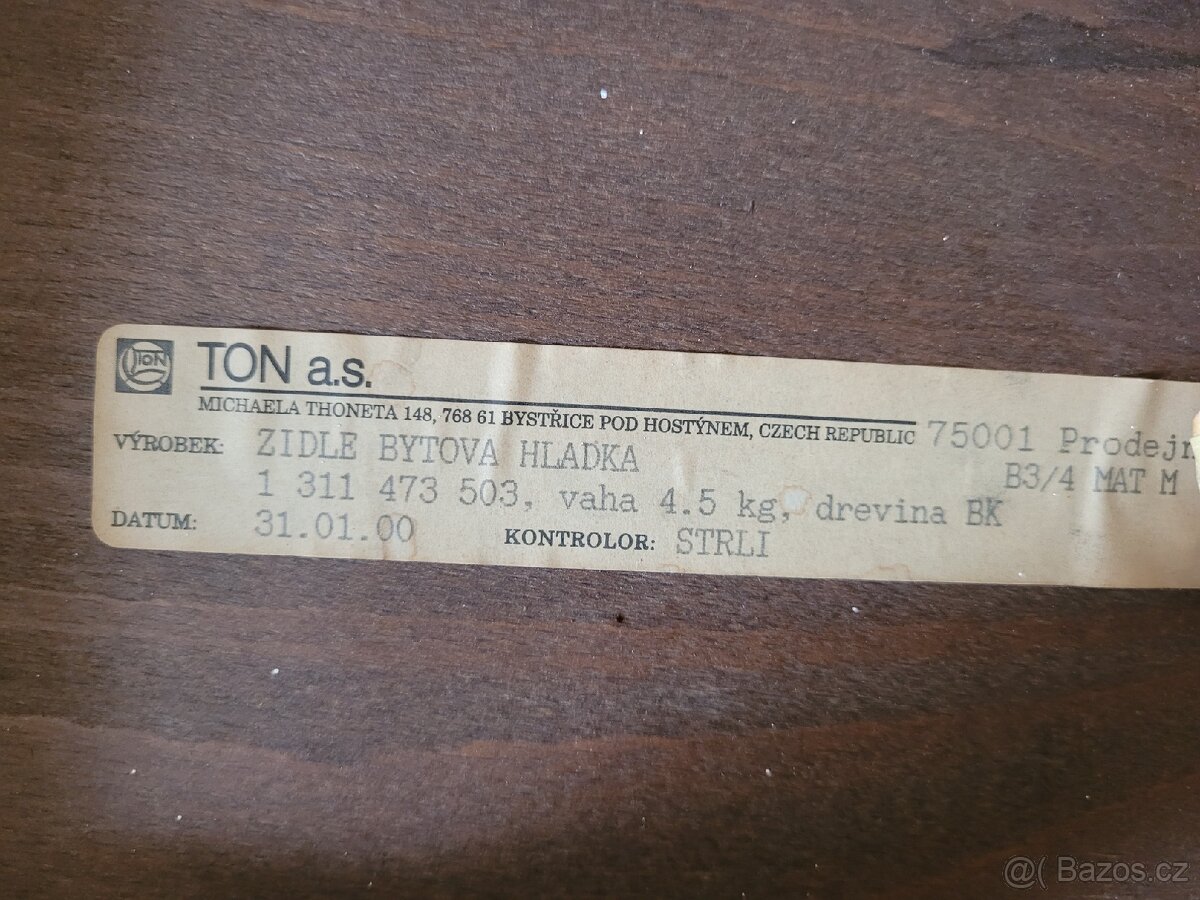 TON
TON a.s.
MICHAELA THONETA 148, 768 61 BYSTŘICE POD HOSTÝNEM, CZECH REPUBLIC 75001 Prodejn
VÝROBEK: ZIDLE BYTOVA HLADKA B3/4 MAT M
1 311 473 503, vaha 4.5 kg, drevina BK
DATUM: 31.01.00 KONTROLOR: STRLI
@( Bazos.cz